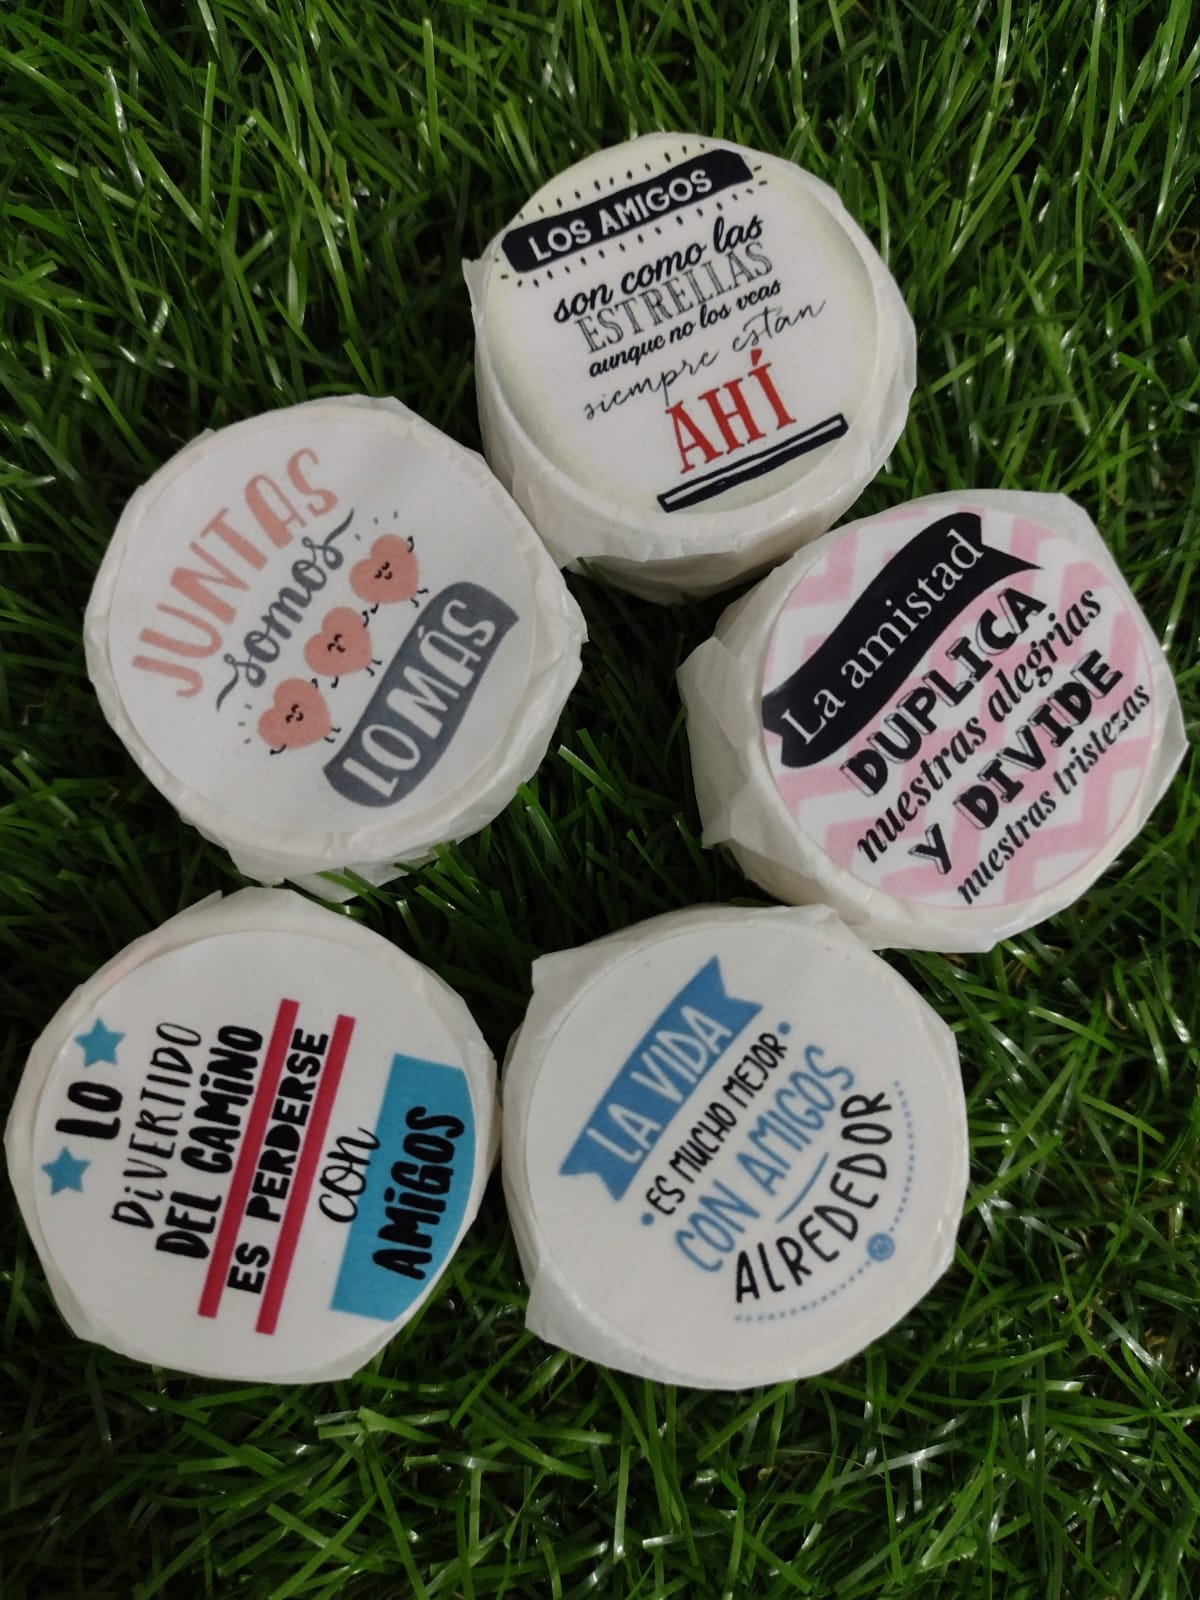 LOS AMIGOS
son como las
ESTRELLAS
aunque no los veas
siempre están
AHÍ
JUNTAS
somos
LO MÁS
La amistad
DUPLICA
nuestras alegrias
Y DIVIDE
nuestras tristezas
LO
DiVERTIDO
DEL CAMiNO
ES PERDERSE
con
AMiGOS
LA VIDA
ES MUCHO MEJOR
CON AMIGOS
ALREDEDOR